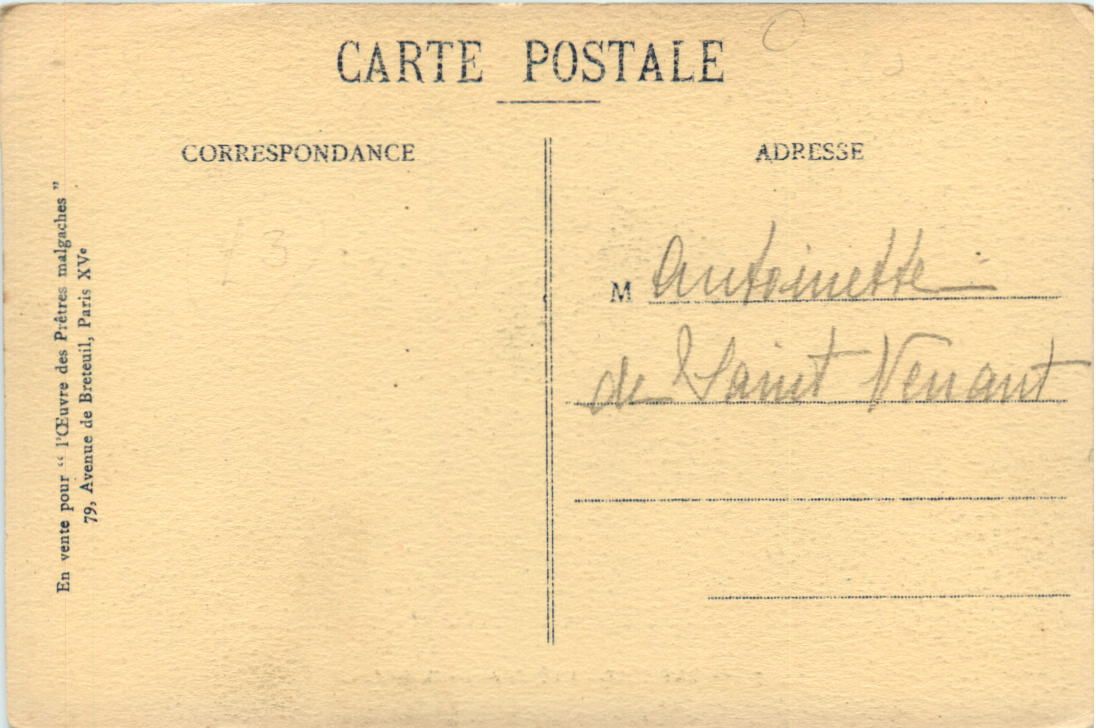 CARTE POSTALE
CORRESPONDANCE
ADRESSE
En vente pour “ l'Œuvre des Prêtres malgaches ”
79, Avenue de Breteuil, Paris XVe
M Antoinette
de Saint Venant